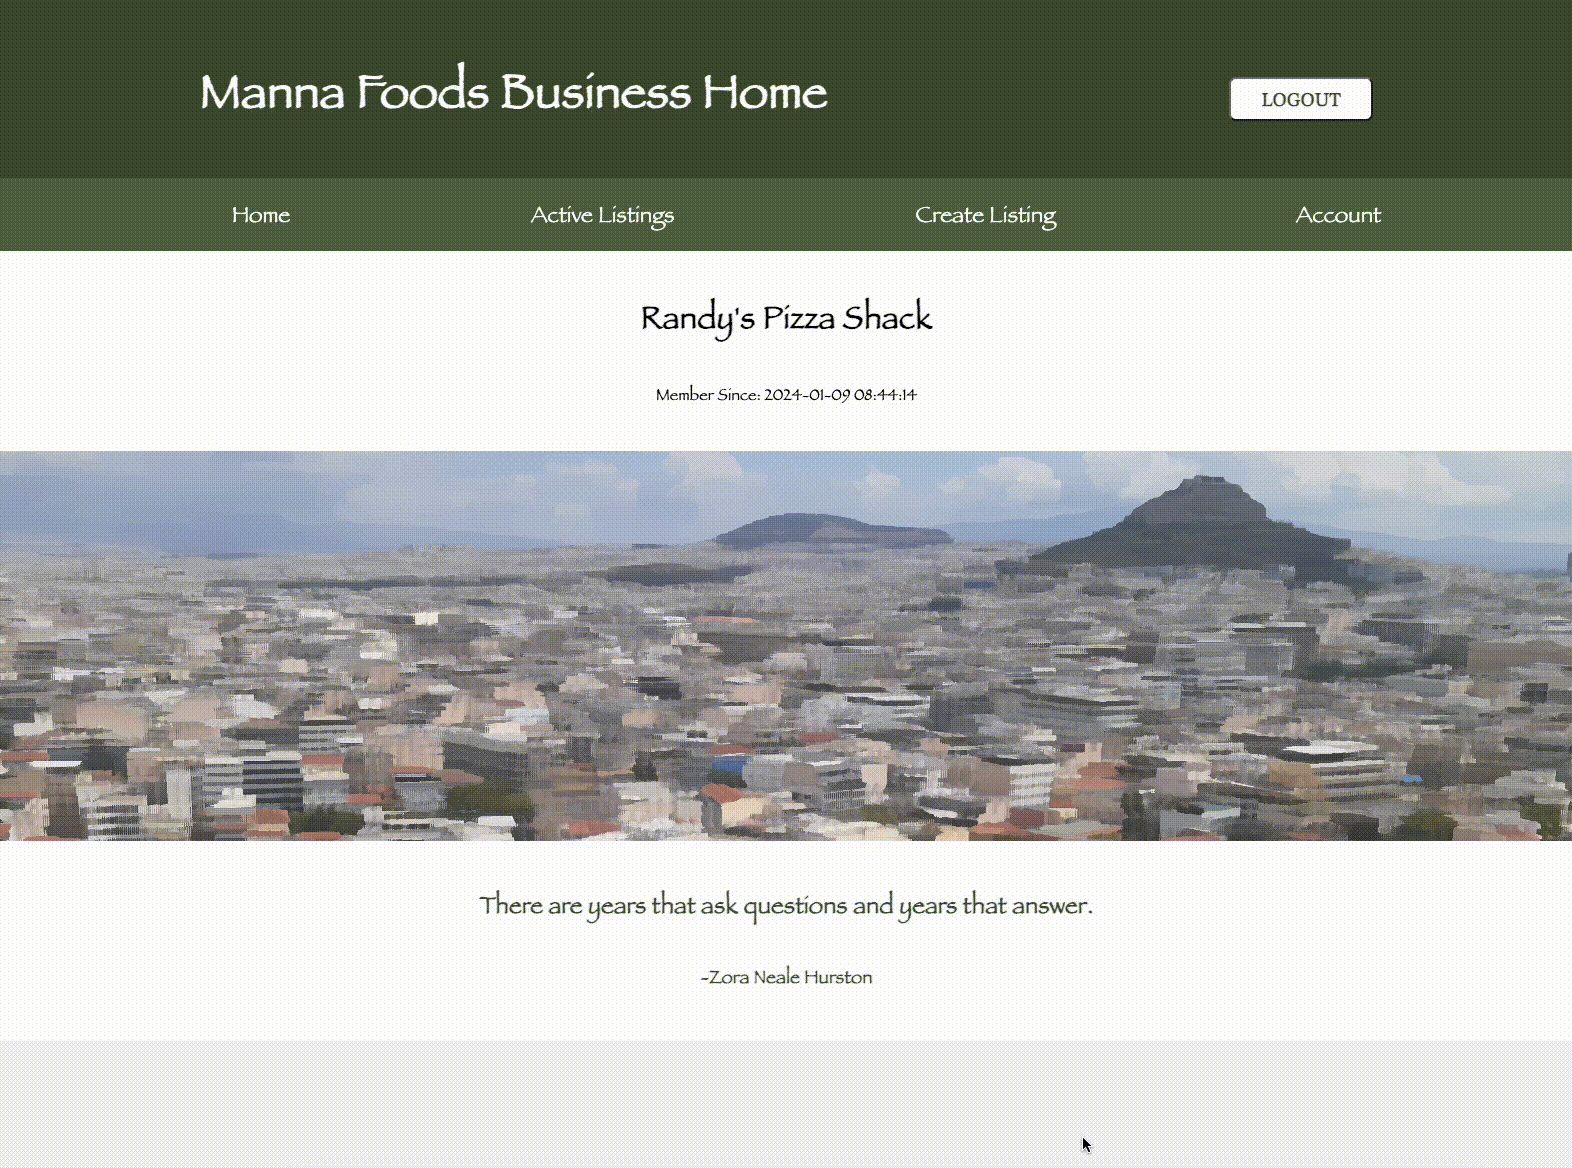 Manna Foods Business Home
LOGOUT
Home Active Listings Create Listing Account
Randy's Pizza Shack
Member Since: 2024-01-09 08:44:14
There are years that ask questions and years that answer.
-Zora Neale Hurston